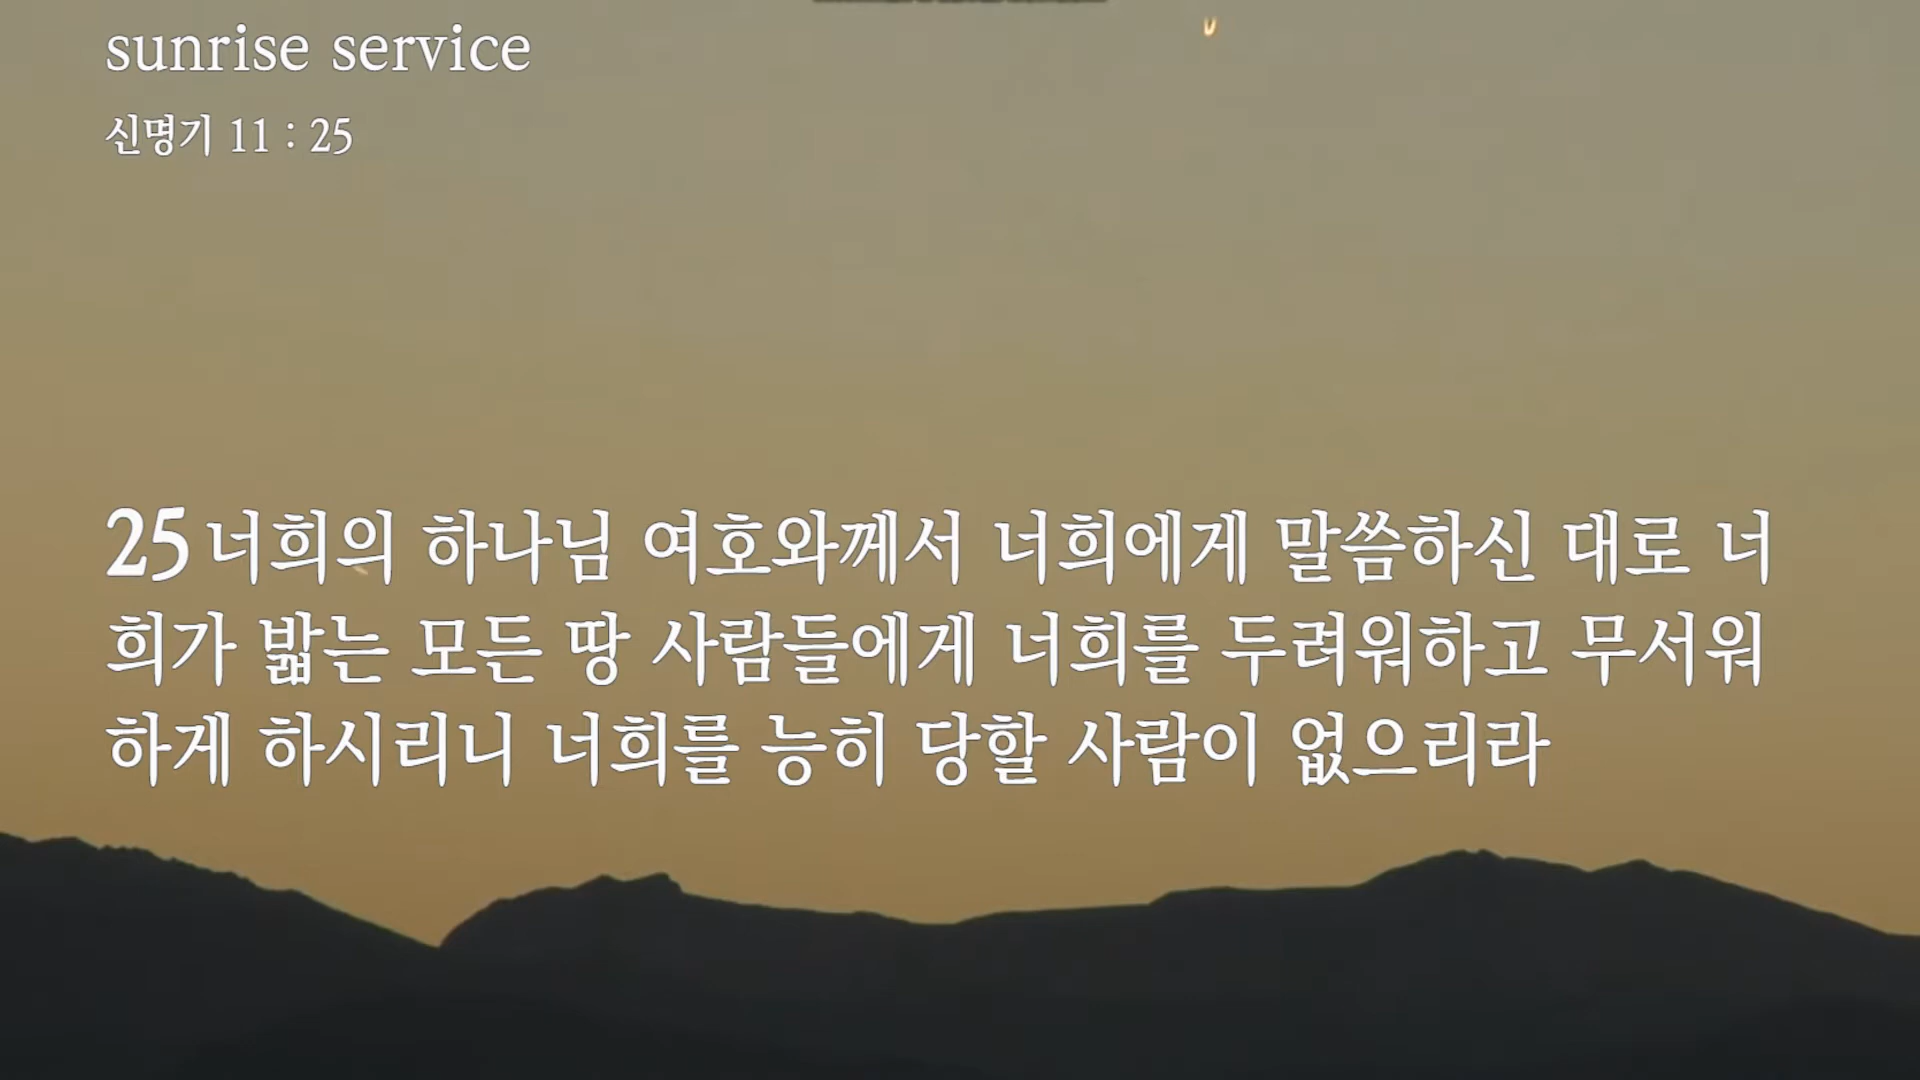 sunrise service
신명기 11 : 25
25 너희의 하나님 여호와께서 너희에게 말씀하신 대로 너
희가 밟는 모든 땅 사람들에게 너희를 두려워하고 무서워
하게 하시리니 너희를 능히 당할 사람이 없으리라